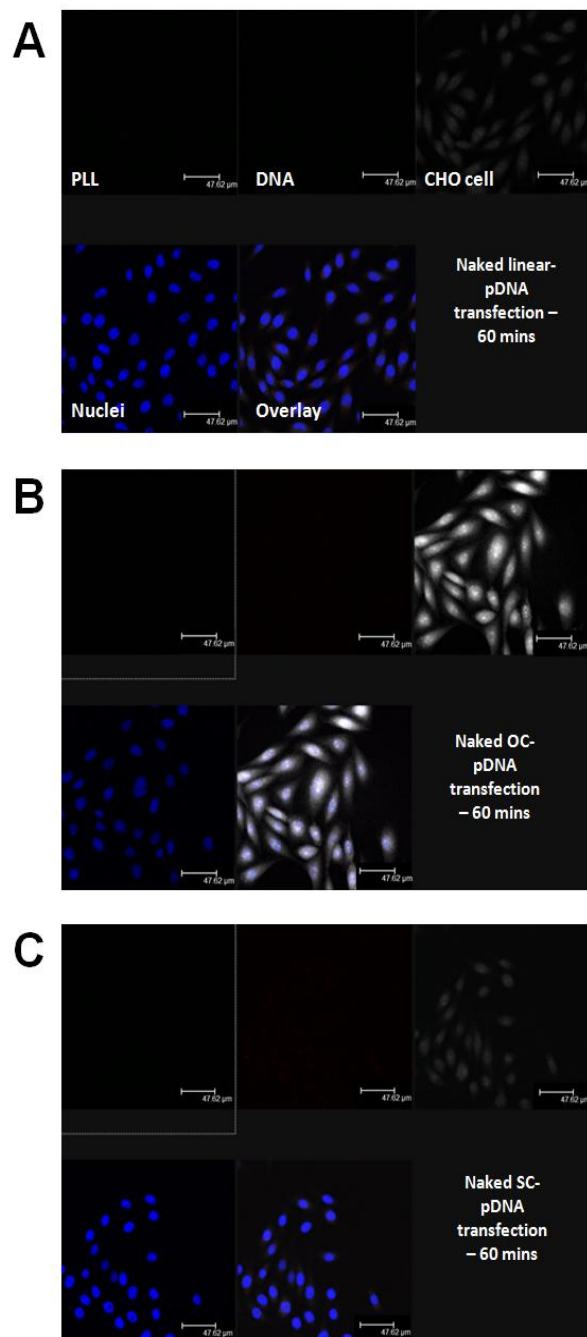 A
PLL
47.62 µm
DNA
47.62 µm
CHO cell
47.62 µm
Nuclei
47.62 µm
Overlay
47.62 µm
Naked linear-
pDNA
transfection –
60 mins
B
47.62 µm
47.62 µm
47.62 µm
47.62 µm
47.62 µm
Naked OC-
pDNA
transfection
– 60 mins
C
47.62 µm
47.62 µm
47.62 µm
47.62 µm
47.62 µm
Naked SC-
pDNA
transfection
– 60 mins